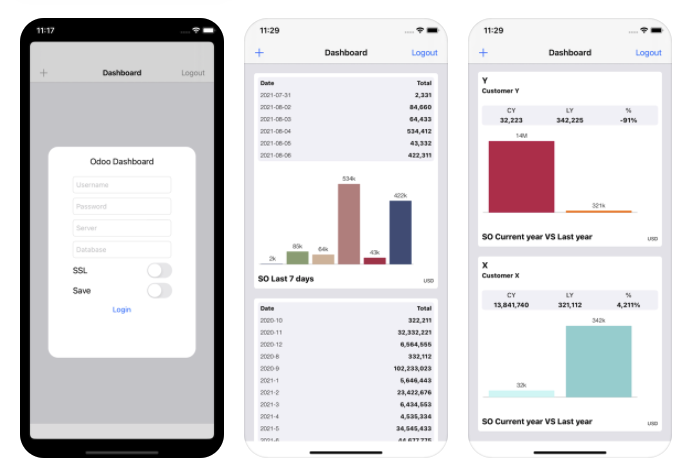 11:17
Dashboard
Logout
Odoo Dashboard
Username
Password
Server
Database
SSL
Save
Login
11:29
Dashboard
Logout
Date Total
2021-07-31 2,331
2021-08-02 84,660
2021-08-03 64,433
2021-08-04 534,412
2021-08-05 43,332
2021-08-06 422,311
2k
85k
64k
534k
43k
422k
SO Last 7 days
USD
Date Total
2020-10 322,211
2020-11 32,332,221
2020-12 6,564,555
2020-8 332,112
2020-9 102,233,023
2021-1 5,646,443
2021-2 23,422,676
2021-3 6,434,553
2021-4 4,535,334
2021-5 34,545,433
2021-6 44,677,775
11:29
Dashboard
Logout
Y
Customer Y
CY LY %
32,223 342,225 -91%
14M
321k
SO Current year VS Last year
USD
X
Customer X
CY LY %
13,841,740 321,112 4,211%
342k
32k
SO Current year VS Last year
USD